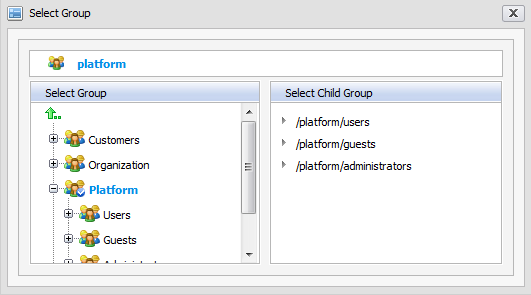 Select Group
platform
Select Group
Customers
Organization
Platform
Users
Guests
Select Child Group
/platform/users
/platform/guests
/platform/administrators